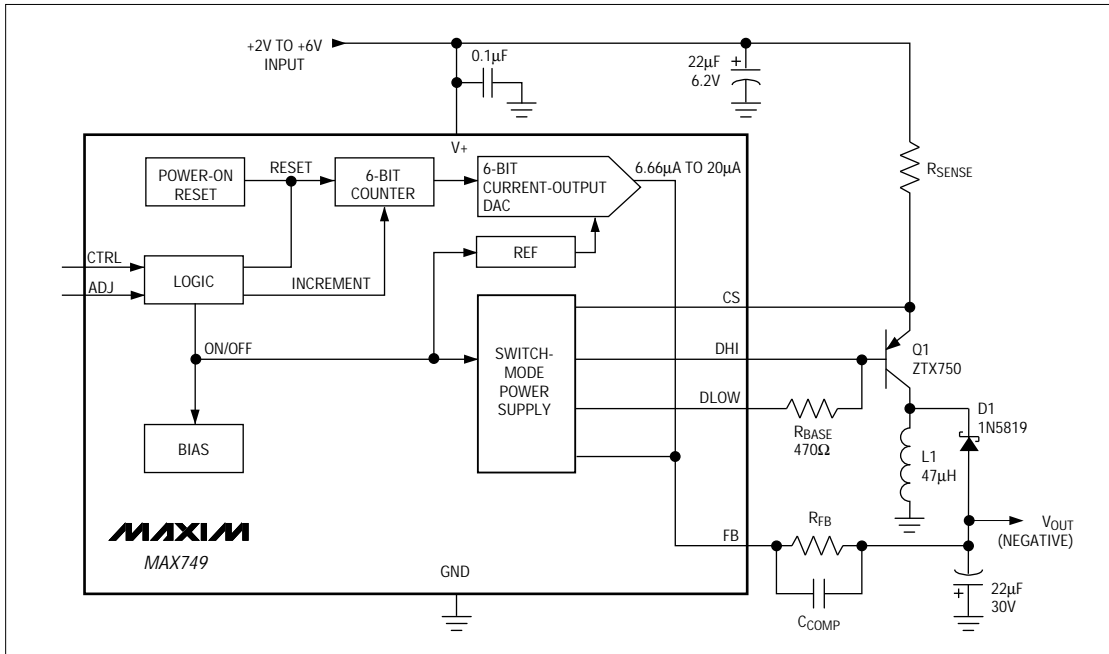 +2V TO +6V
INPUT
0.1µF
+
22µF
6.2V
V+
RSENSE
POWER-ON
RESET
RESET
6-BIT
COUNTER
6-BIT
CURRENT-OUTPUT
DAC
6.66µA TO 20µA
REF
CTRL
ADJ
LOGIC
INCREMENT
ON/OFF
BIAS
SWITCH-
MODE
POWER
SUPPLY
CS
DHI
DLOW
FB
Q1
ZTX750
RBASE
470Ω
D1
1N5819
L1
47µH
RFB
VOUT
(NEGATIVE)
CCOMP
+
22µF
30V
MAXIM
MAX749
GND